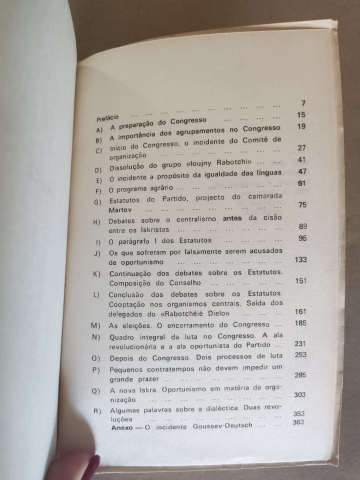 Prefácio ... ... ... ... ... ... ... ... ... ... 7
A) A preparação do Congresso ... ... ... ... ... 15
B) A importância dos agrupamentos no Congresso 19
C) Início do Congresso, o incidente do Comité de
organização ... ... ... ... ... ... ... ... 27
D) Dissolução do grupo «Ioujny Rabotchi» ... ... 41
E) O incidente a propósito da igualdade das línguas 47
F) O programa agrário ... ... ... ... ... ... 61
G) Estatutos do Partido, projecto do camarada
Martov ... ... ... ... ... ... ... ... ... 75
H) Debates sobre o contralismo antes da cisão
entre os Iskristas ... ... ... ... ... ... 89
I) O parágrafo I dos Estatutos ... ... ... ... 96
J) Os que sofreram por falsamente serem acusados
de oportunismo ... ... ... ... ... ... ... 133
K) Continuação dos debates sobre os Estatutos.
Composição do Conselho ... ... ... ... ... 151
L) Conclusão dos debates sobre os Estatutos.
Cooptação nos organismos centrais. Saída dos
delegados do «Rabotchéié Dielo» ... ... ... 161
M) As eleições. O encerramento do Congresso ... 185
N) Quadro integral da luta no Congresso. A ala
revolucionária e a ala oportunista do Partido ... 231
O) Depois do Congresso. Dois processos de luta 253
P) Pequenos contratempos não devem impedir um
grande prazer ... ... ... ... ... ... ... 285
Q) A nova Iskra. Oportunismo em matéria de or-
ganização ... ... ... ... ... ... ... ... 303
R) Algumas palavras sobre a dialéctica. Duas revo-
luções ... ... ... ... ... ... ... ... ... 353
Anexo — O incidente Goussev-Deutsch ... ... 363